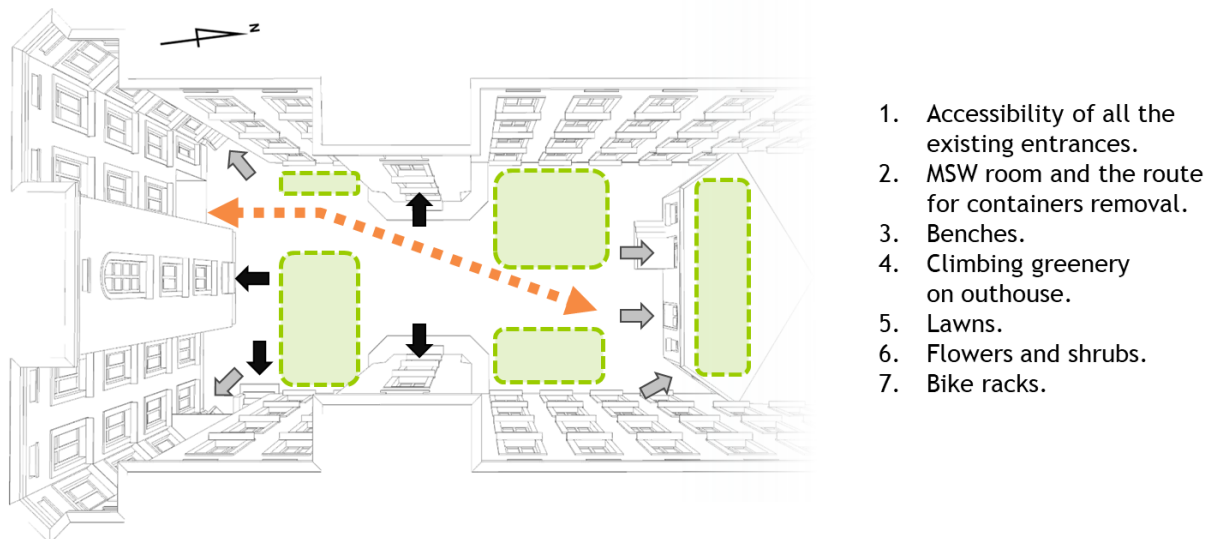 N
1. Accessibility of all the
existing entrances.
2. MSW room and the route
for containers removal.
3. Benches.
4. Climbing greenery
on outhouse.
5. Lawns.
6. Flowers and shrubs.
7. Bike racks.